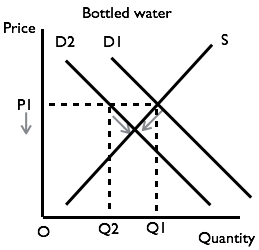 Bottled water
Price
D2 D1 S
P1
O Q2 Q1
Quantity